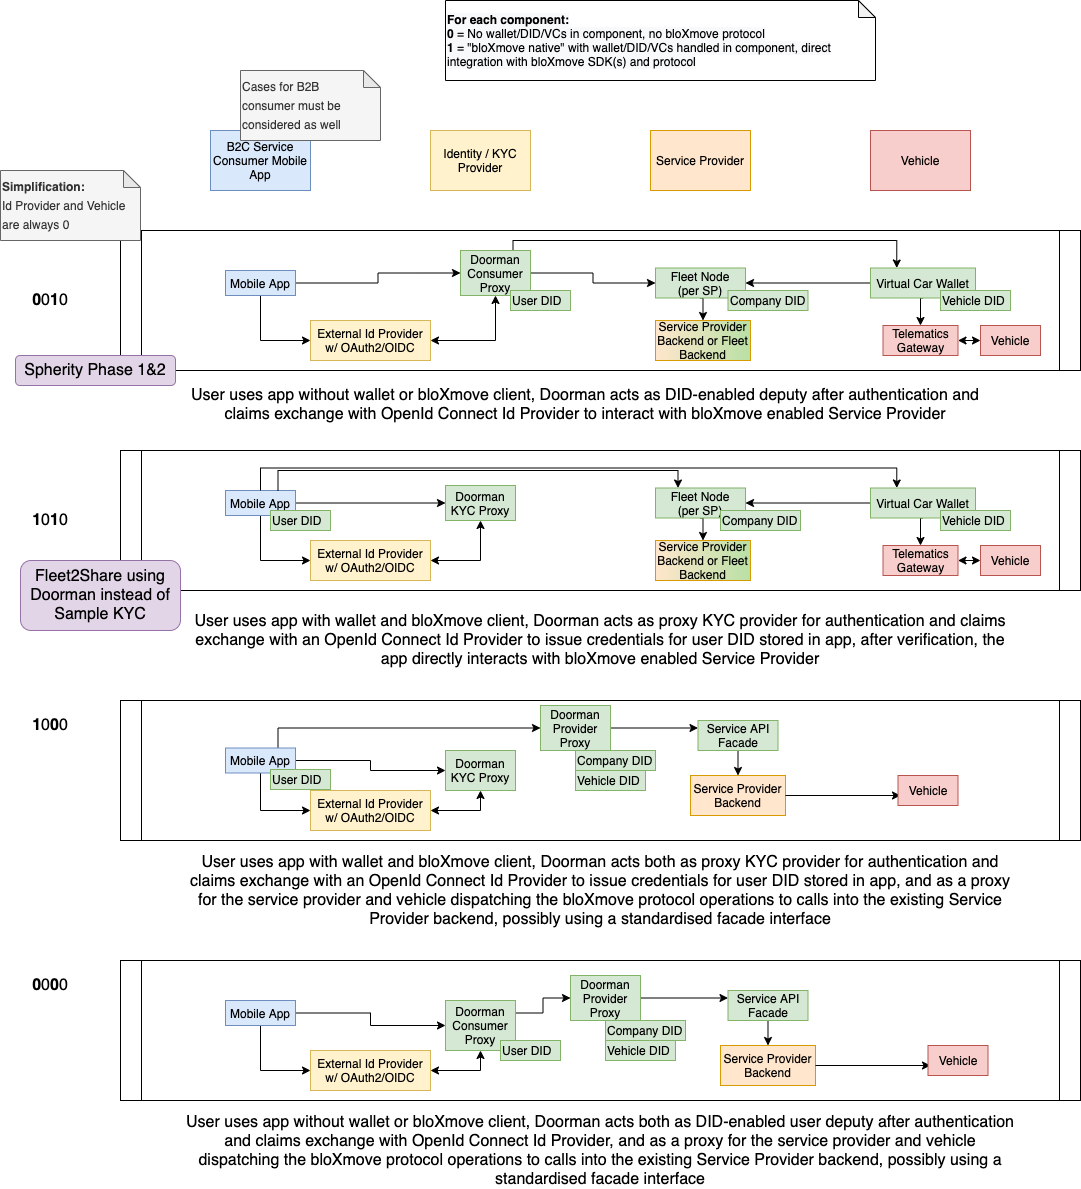 For each component:
0 = No wallet/DID/VCs in component, no bloXmove protocol
1 = "bloXmove native" with wallet/DID/VCs handled in component, direct
integration with bloXmove SDK(s) and protocol
Cases for B2B
consumer must be
considered as well
B2C Service
Consumer Mobile
App
Identity / KYC
Provider
Service Provider
Vehicle
Simplification:
Id Provider and Vehicle
are always 0
0010
Mobile App
Doorman
Consumer
Proxy
User DID
External Id Provider
w/ OAuth2/OIDC
Fleet Node
(per SP)
Company DID
Service Provider
Backend or Fleet
Backend
Virtual Car Wallet
Vehicle DID
Telematics
Gateway
Vehicle
Spherity Phase 1&2
User uses app without wallet or bloXmove client, Doorman acts as DID-enabled deputy after authentication and
claims exchange with OpenId Connect Id Provider to interact with bloXmove enabled Service Provider
1010
Mobile App
User DID
Doorman
KYC Proxy
External Id Provider
w/ OAuth2/OIDC
Fleet Node
(per SP)
Company DID
Service Provider
Backend or Fleet
Backend
Virtual Car Wallet
Vehicle DID
Telematics
Gateway
Vehicle
Fleet2Share using
Doorman instead of
Sample KYC
User uses app with wallet and bloXmove client, Doorman acts as proxy KYC provider for authentication and claims
exchange with an OpenId Connect Id Provider to issue credentials for user DID stored in app, after verification, the
app directly interacts with bloXmove enabled Service Provider
1000
Mobile App
User DID
Doorman
KYC Proxy
External Id Provider
w/ OAuth2/OIDC
Doorman
Provider
Proxy
Company DID
Vehicle DID
Service API
Facade
Service Provider
Backend
Vehicle
User uses app with wallet and bloXmove client, Doorman acts both as proxy KYC provider for authentication and
claims exchange with an OpenId Connect Id Provider to issue credentials for user DID stored in app, and as a proxy
for the service provider and vehicle dispatching the bloXmove protocol operations to calls into the existing Service
Provider backend, possibly using a standardised facade interface
0000
Mobile App
Doorman
Consumer
Proxy
User DID
External Id Provider
w/ OAuth2/OIDC
Doorman
Provider
Proxy
Company DID
Vehicle DID
Service API
Facade
Service Provider
Backend
Vehicle
User uses app without wallet or bloXmove client, Doorman acts both as DID-enabled user deputy after authentication
and claims exchange with OpenId Connect Id Provider, and as a proxy for the service provider and vehicle
dispatching the bloXmove protocol operations to calls into the existing Service Provider backend, possibly using a
standardised facade interface